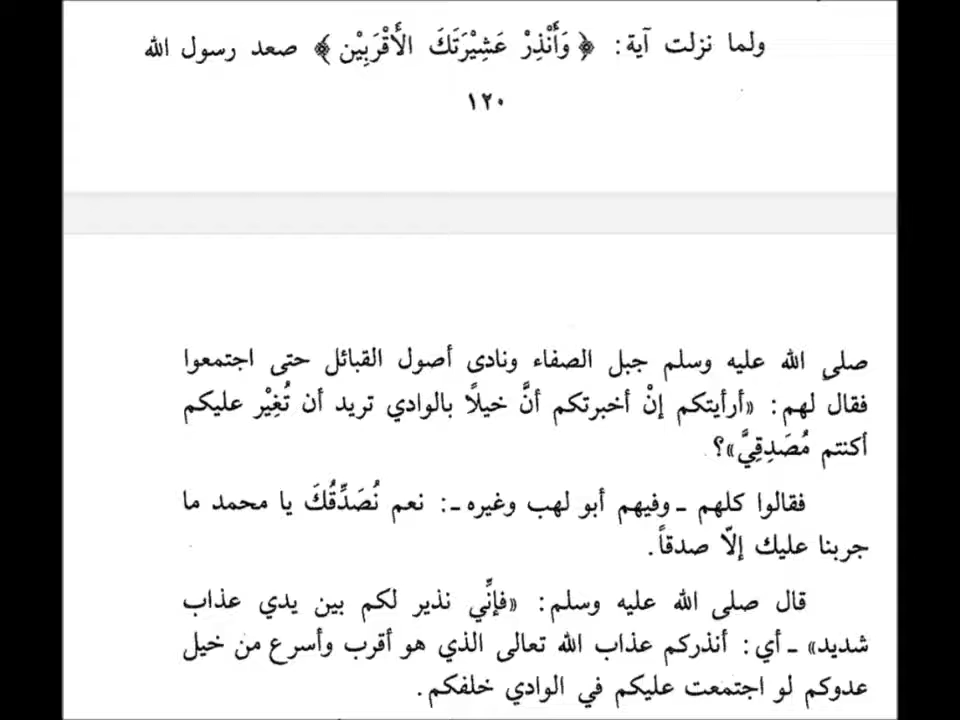 ولما نزلت آية: ﴿ وَأَنْذِرْ عَشِيْرَتَكَ الأَقْرَبِيْن ﴾ صعد رسول الله
١٢٠
صلى الله عليه وسلم جبل الصفاء ونادى أصول القبائل حتى اجتمعوا
فقال لهم: «أرأيتكم إنْ أخبرتكم أنَّ خيلاً بالوادي تريد أن تُغِيْر عليكم
أكنتم مُصَدِقِيَّ»؟
فقالوا كلهم ـ وفيهم أبو لهب وغيره ـ: نعم نُصَدِّقُكَ يا محمد ما
جربنا عليك إلّا صدقاً.
قال صلى الله عليه وسلم: «فإنِّي نذير لكم بين يدي عذاب
شديد» ـ أي: أنذركم عذاب الله تعالى الذي هو أقرب وأسرع من خيل
عدوكم لو اجتمعت عليكم في الوادي خلفكم.